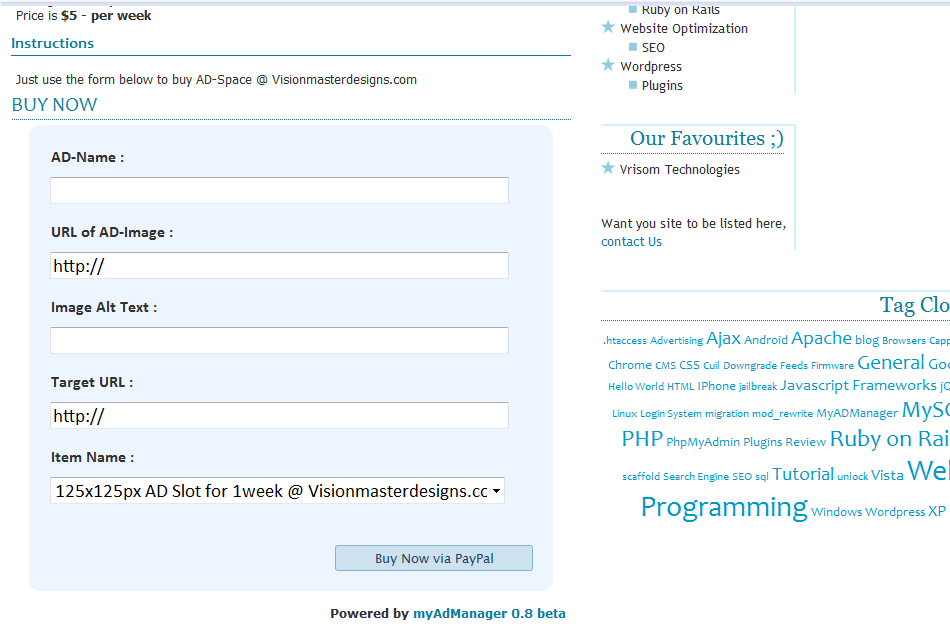 Price is $5 - per week
Instructions
Just use the form below to buy AD-Space @ Visionmasterdesigns.com
BUY NOW
AD-Name :
URL of AD-Image :
http://
Image Alt Text :
Target URL :
http://
Item Name :
125x125px AD Slot for 1week @ Visionmasterdesigns.cc
Buy Now via PayPal
Powered by myAdManager 0.8 beta
Ruby on Rails
Website Optimization
SEO
Wordpress
Plugins
Our Favourites ;)
Vrisom Technologies
Want you site to be listed here,
contact Us
Tag Clo
.htaccess Advertising Ajax Android Apache blog Browsers Capp
Chrome CMS CSS Cuil Downgrade Feeds Firmware General Goo
Hello World HTML IPhone jailbreak Javascript Frameworks jQ
Linux Login System migration mod_rewrite MyADManager MySQ
PHP PhpMyAdmin Plugins Review Ruby on Rai
scaffold Search Engine SEO sql Tutorial unlock Vista Wel
Programming Windows Wordpress XP